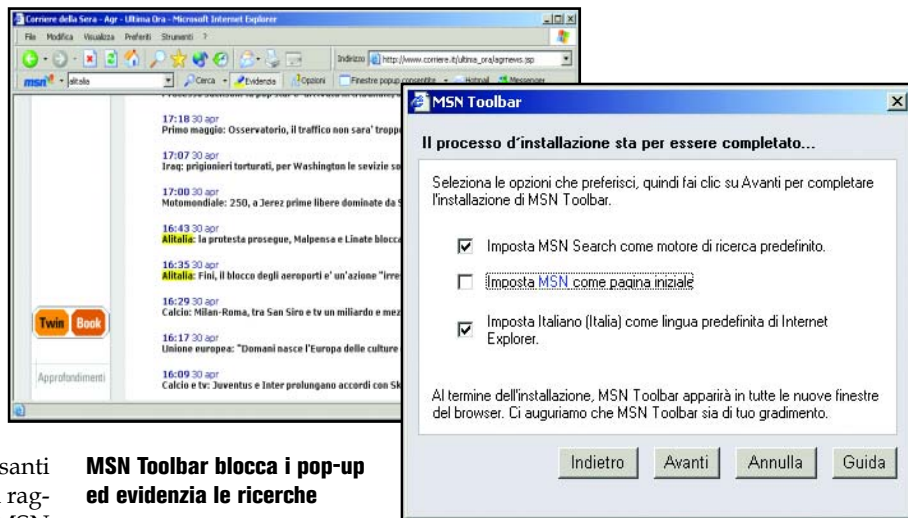 Corriere della Sera - Agr - Ultima Ora - Microsoft Internet Explorer
File Modifica Visualizza Preferiti Strumenti ?
Indirizzo http://www.corriere.it/ultima_ora/agrnews.jsp
msn alitalia Cerca Evidenzia Opzioni Finestre popup consentite Hotmail Messenger
17:18 30 apr
Primo maggio: Osservatorio, il traffico non sara' tropp
17:07 30 apr
Iraq: prigionieri torturati, per Washington le sevizie so
17:00 30 apr
Motomondiale: 250, a Jerez prime libere dominate da
16:43 30 apr
Alitalia: la protesta prosegue, Malpensa e Linate blocca
16:35 30 apr
Alitalia: Fini, il blocco degli aeroporti e' un'azione "irre
16:29 30 apr
Calcio: Milan-Roma, tra San Siro e tv un miliardo e mez
16:17 30 apr
Unione europea: "Domani nasce l'Europa delle culture
16:09 30 apr
Calcio e tv: Juventus e Inter prolungano accordi con Sk
Twin Book
Approfondimenti
MSN Toolbar
Il processo d'installazione sta per essere completato...
Seleziona le opzioni che preferisci, quindi fai clic su Avanti per completare
l'installazione di MSN Toolbar.
Imposta MSN Search come motore di ricerca predefinito.
Imposta MSN come pagina iniziale
Imposta Italiano (Italia) come lingua predefinita di Internet
Explorer.
Al termine dell'installazione, MSN Toolbar apparirà in tutte le nuove finestre
del browser. Ci auguriamo che MSN Toolbar sia di tuo gradimento.
Indietro Avanti Annulla Guida
santi
rag-
MSN
MSN Toolbar blocca i pop-up
ed evidenzia le ricerche